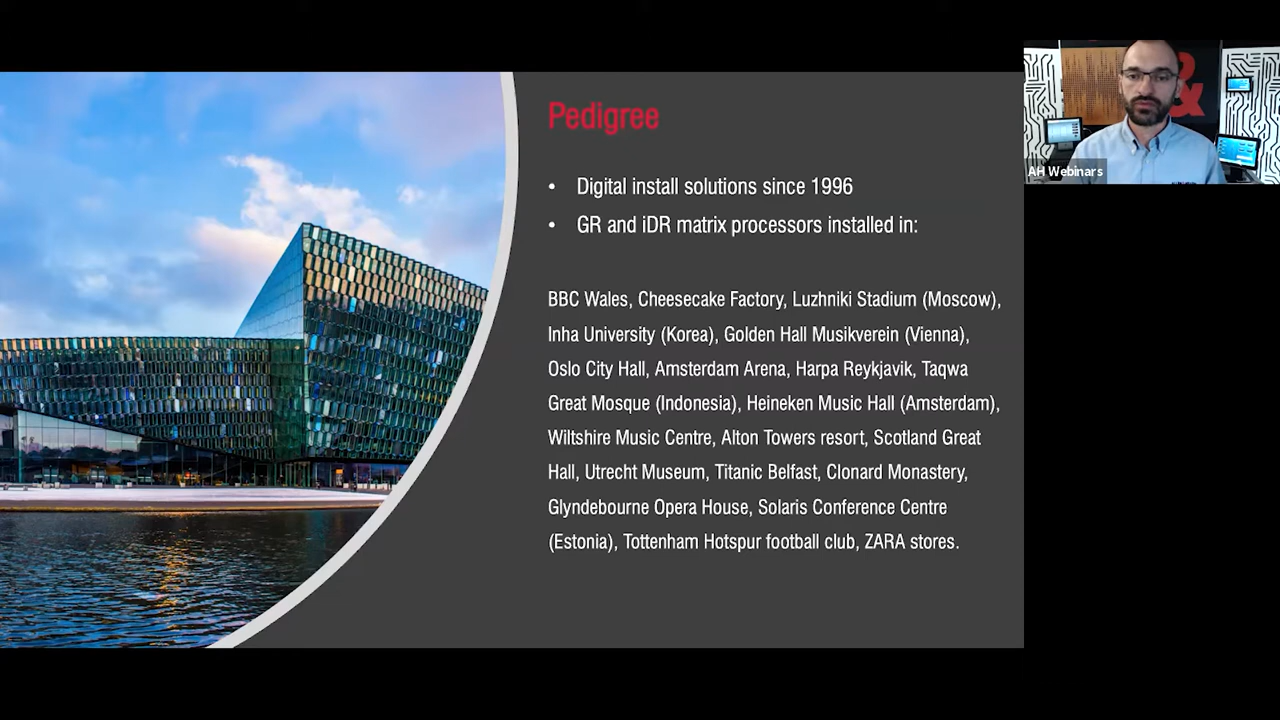 Pedigree
• Digital install solutions since 1996
• GR and iDR matrix processors installed in:
BBC Wales, Cheesecake Factory, Luzhniki Stadium (Moscow),
Inha University (Korea), Golden Hall Musikverein (Vienna),
Oslo City Hall, Amsterdam Arena, Harpa Reykjavik, Taqwa
Great Mosque (Indonesia), Heineken Music Hall (Amsterdam),
Wiltshire Music Centre, Alton Towers resort, Scotland Great
Hall, Utrecht Museum, Titanic Belfast, Clonard Monastery,
Glyndebourne Opera House, Solaris Conference Centre
(Estonia), Tottenham Hotspur football club, ZARA stores.
&
AH Webinars